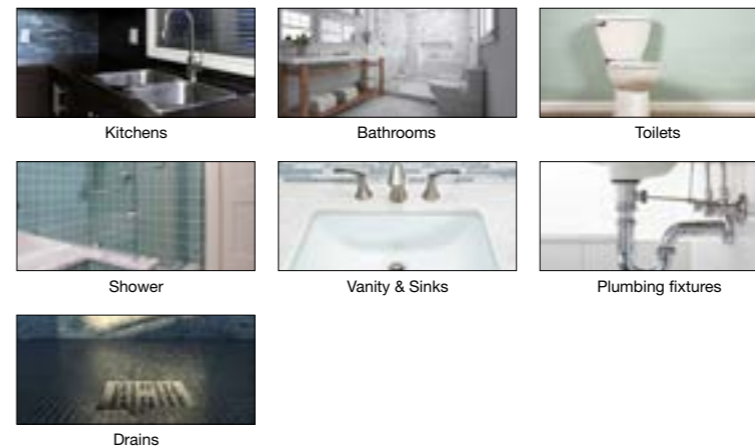 Kitchens
Bathrooms
Toilets
Shower
Vanity & Sinks
Plumbing fixtures
Drains